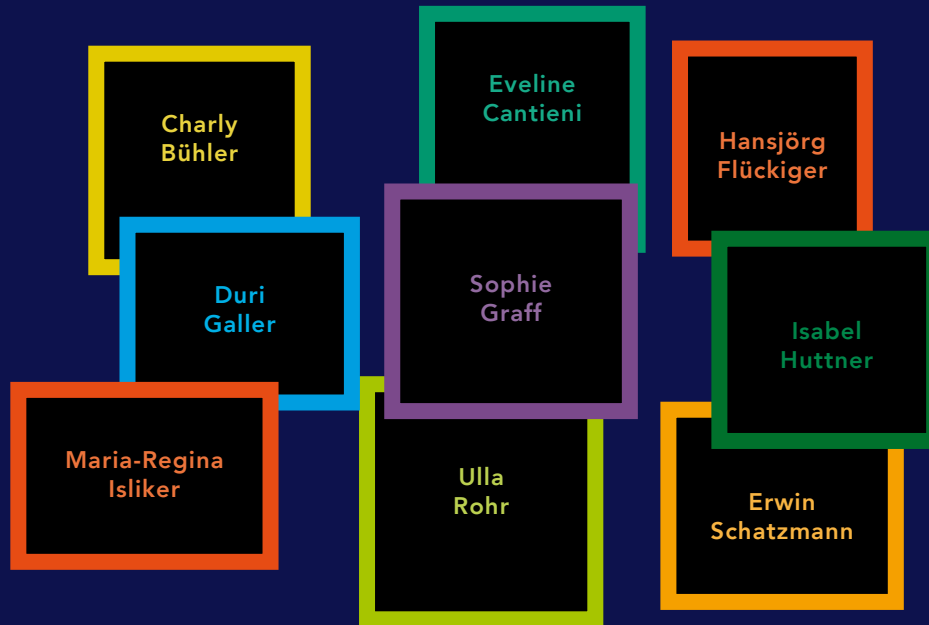 Charly
Bühler
Eveline
Cantieni
Hansjörg
Flückiger
Duri
Galler
Sophie
Graff
Isabel
Huttner
Maria-Regina
Isliker
Ulla
Rohr
Erwin
Schatzmann